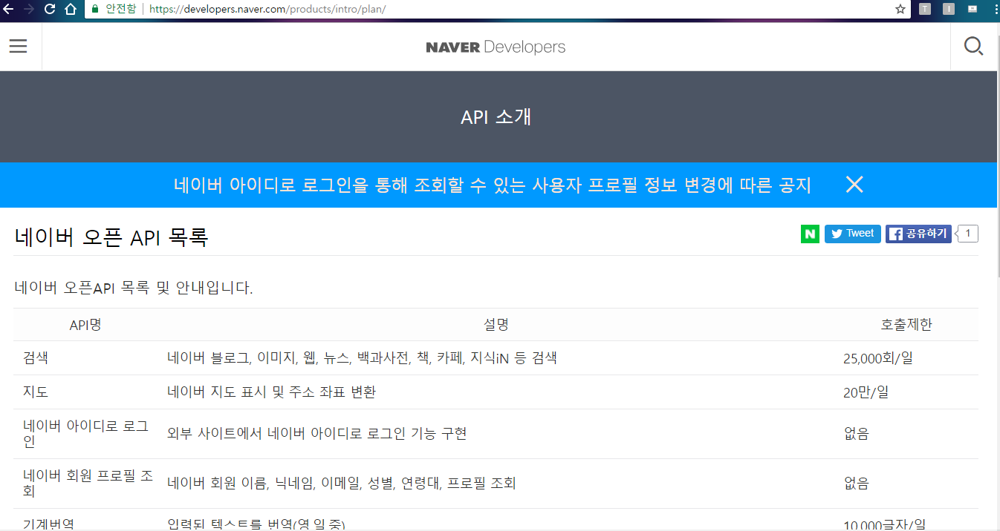 안전함 https://developers.naver.com/products/intro/plan/
T I
NAVER Developers
API 소개
네이버 아이디로 로그인을 통해 조회할 수 있는 사용자 프로필 정보 변경에 따른 공지
네이버 오픈 API 목록
N Tweet 공유하기 1
네이버 오픈API 목록 및 안내입니다.
API명 설명 호출제한
검색 네이버 블로그, 이미지, 웹, 뉴스, 백과사전, 책, 카페, 지식iN 등 검색 25,000회/일
지도 네이버 지도 표시 및 주소 좌표 변환 20만/일
네이버 아이디로 로그
인 외부 사이트에서 네이버 아이디로 로그인 기능 구현 없음
네이버 회원 프로필 조
회 네이버 회원 이름, 닉네임, 이메일, 성별, 연령대, 프로필 조회 없음
기계번역 입력된 텍스트를 번역(영,일,중) 10,000글자/일